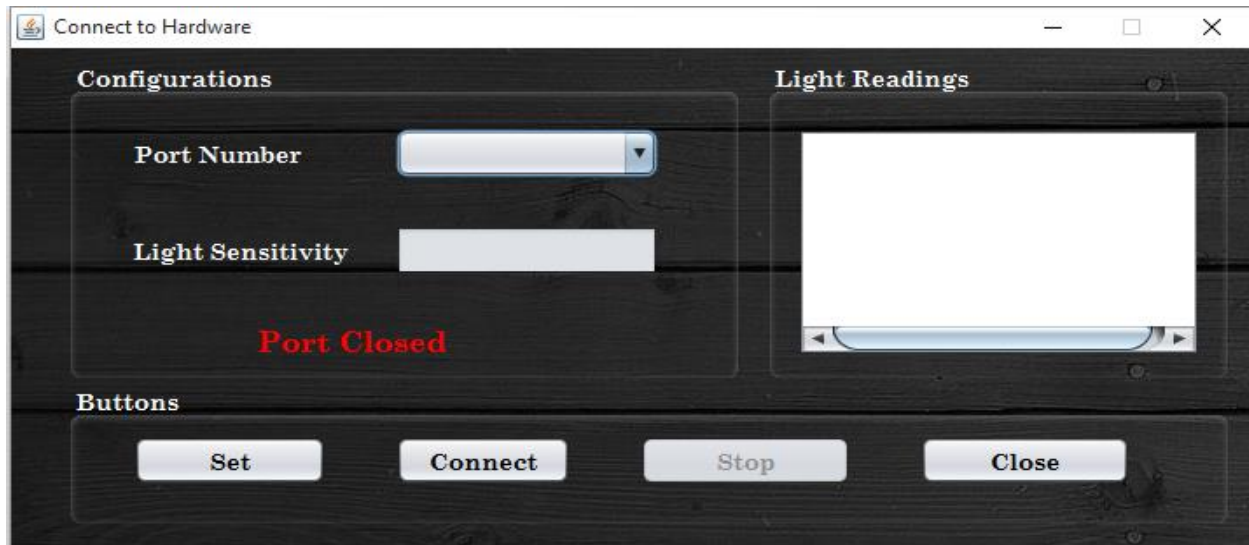 Connect to Hardware
Configurations
Light Readings
Port Number
Light Sensitivity
Port Closed
Buttons
Set Connect Stop Close